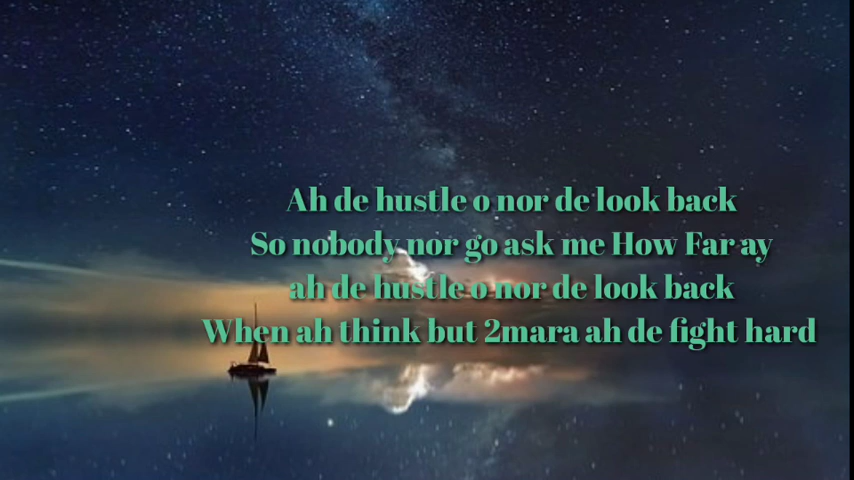 Ah de hustle o nor de look back
So nobody nor go ask me How Far ay
ah de hustle o nor de look back
When ah think but 2mara ah de fight hard